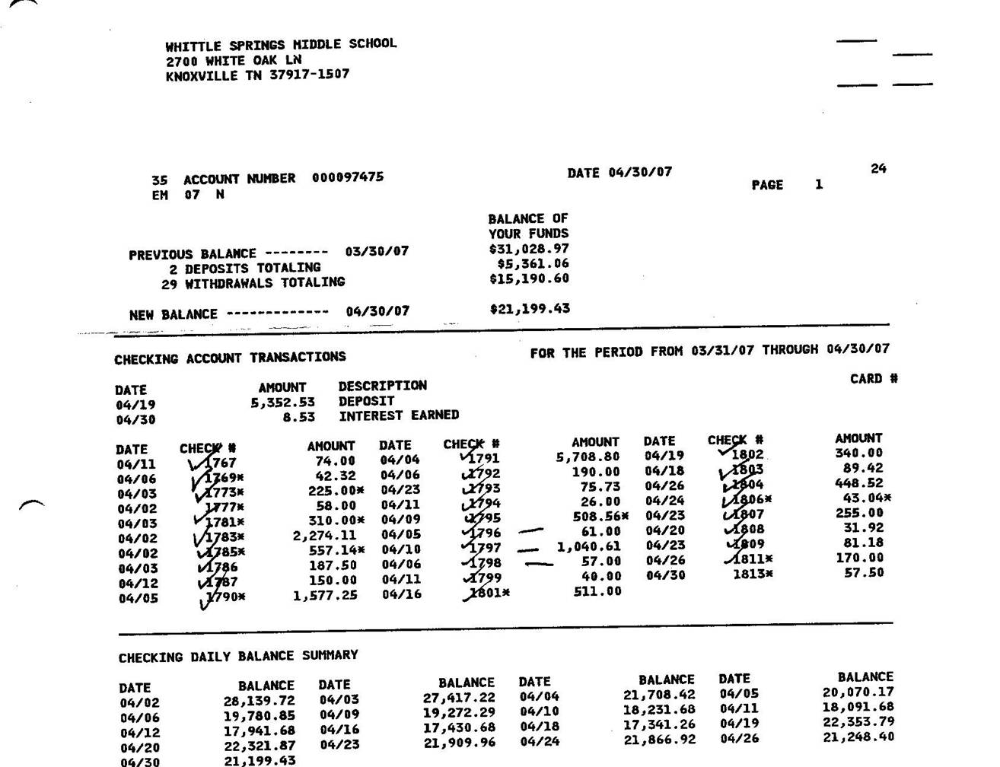 WHITTLE SPRINGS MIDDLE SCHOOL
2700 WHITE OAK LN
KNOXVILLE TN 37917-1507
24
35 ACCOUNT NUMBER 000097475 DATE 04/30/07
EM 07 N PAGE 1
BALANCE OF
YOUR FUNDS
PREVIOUS BALANCE -------- 03/30/07 $31,028.97
2 DEPOSITS TOTALING $5,361.06
29 WITHDRAWALS TOTALING $15,190.60
NEW BALANCE ------------- 04/30/07 $21,199.43
CHECKING ACCOUNT TRANSACTIONS FOR THE PERIOD FROM 03/31/07 THROUGH 04/30/07
DATE AMOUNT DESCRIPTION CARD #
04/19 5,352.53 DEPOSIT
04/30 8.53 INTEREST EARNED
DATE CHECK # AMOUNT DATE CHECK # AMOUNT DATE CHECK # AMOUNT
04/11 1767 74.00 04/04 1791 5,708.80 04/19 1802 340.00
04/06 1769* 42.32 04/06 1792 190.00 04/18 1803 89.42
04/03 1773* 225.00* 04/23 1793 75.73 04/26 1804 448.52
04/02 1777* 58.00 04/11 1794 26.00 04/24 1806* 43.04*
04/03 1781* 310.00* 04/09 1795 508.56* 04/23 1807 255.00
04/02 1783* 2,274.11 04/05 1796 61.00 04/20 1808 31.92
04/02 1785* 557.14* 04/10 1797 1,040.61 04/23 1809 81.18
04/03 1786 187.50 04/06 1798 57.00 04/26 1811* 170.00
04/12 1787 150.00 04/11 1799 40.00 04/30 1813* 57.50
04/05 1790* 1,577.25 04/16 1801* 511.00
CHECKING DAILY BALANCE SUMMARY
DATE BALANCE DATE BALANCE DATE BALANCE DATE BALANCE
04/02 28,139.72 04/03 27,417.22 04/04 21,708.42 04/05 20,070.17
04/06 19,780.85 04/09 19,272.29 04/10 18,231.68 04/11 18,091.68
04/12 17,941.68 04/16 17,430.68 04/18 17,341.26 04/19 22,353.79
04/20 22,321.87 04/23 21,909.96 04/24 21,866.92 04/26 21,248.40
04/30 21,199.43